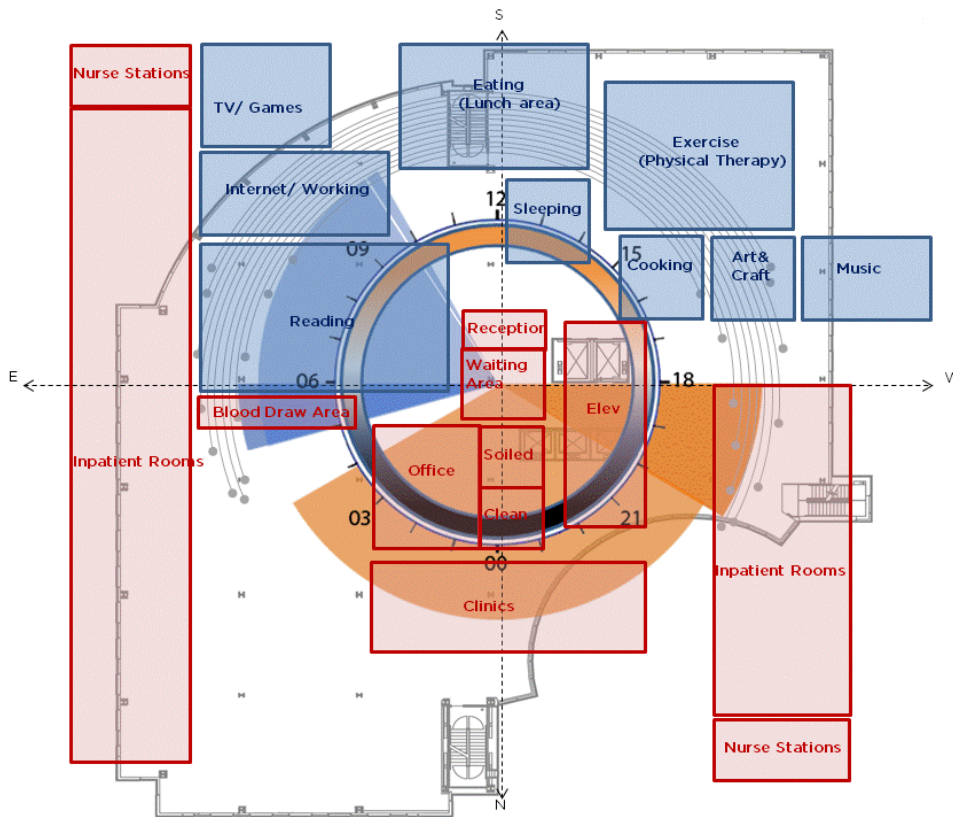 S
Nurse Stations
TV/ Games
Eating
(Lunch area)
Exercise
(Physical Therapy)
Internet/ Working
12
Sleeping
09
15
Cooking
Art&
Craft
Music
Reading
Reception
Waiting
Area
E
06
18
V
Blood Draw Area
Elev
Inpatient Rooms
Office
Soiled
Clean
03
21
00
Inpatient Rooms
Clinics
Nurse Stations
N